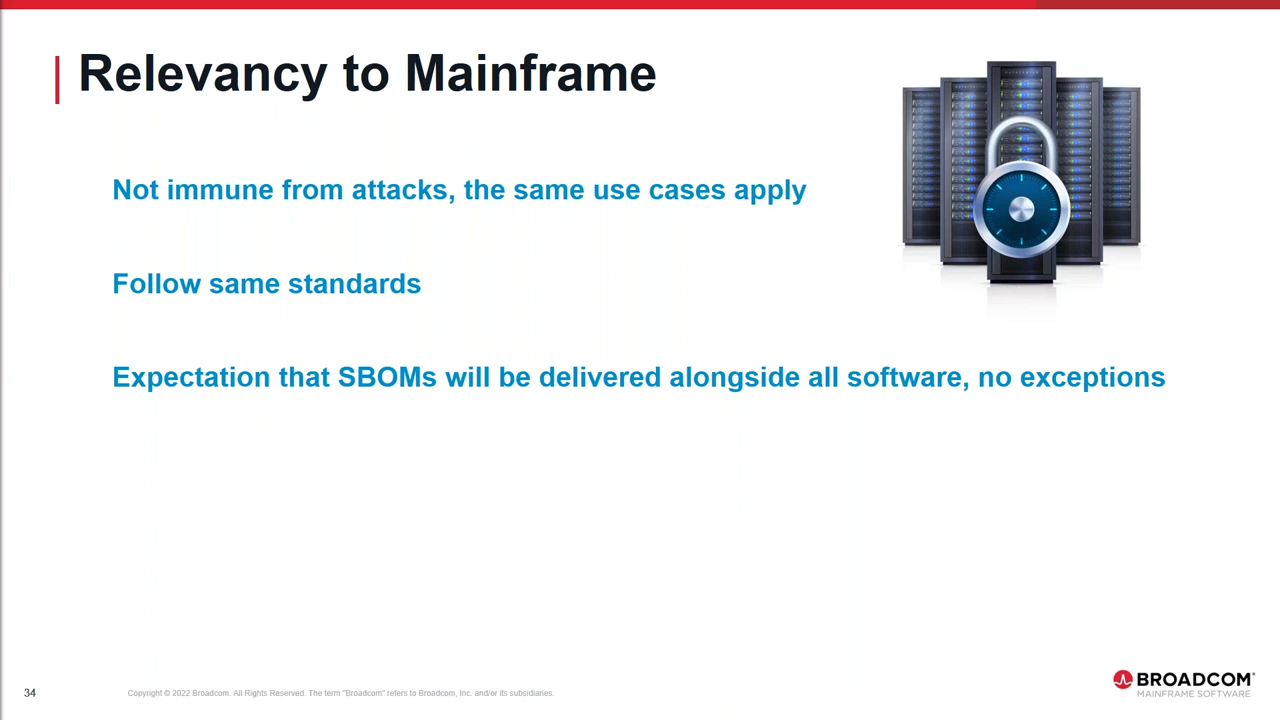 Relevancy to Mainframe
Not immune from attacks, the same use cases apply
Follow same standards
Expectation that SBOMs will be delivered alongside all software, no exceptions
34
Copyright © 2022 Broadcom. All Rights Reserved. The term "Broadcom" refers to Broadcom, Inc. and/or its subsidiaries.
BROADCOM®
MAINFRAME SOFTWARE